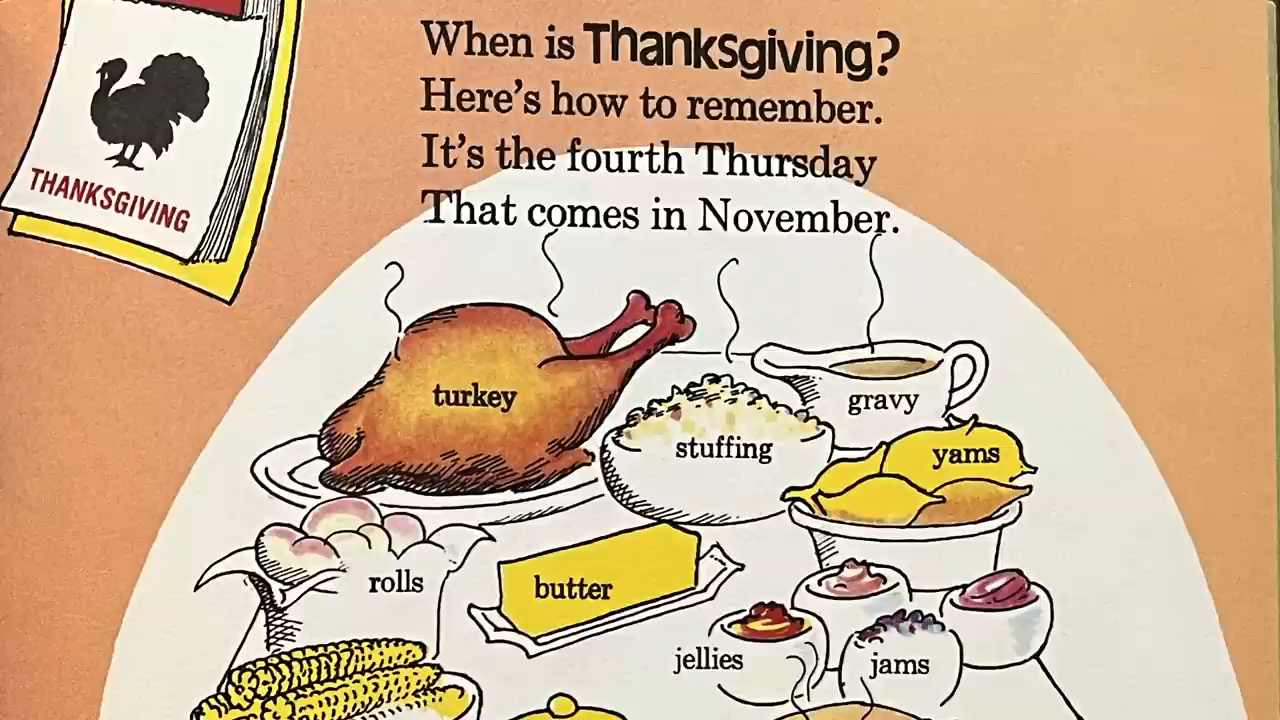 When is Thanksgiving?
Here's how to remember.
It's the fourth Thursday
That comes in November.
THANKSGIVING
turkey
gravy
stuffing
yams
rolls
butter
jellies
jams